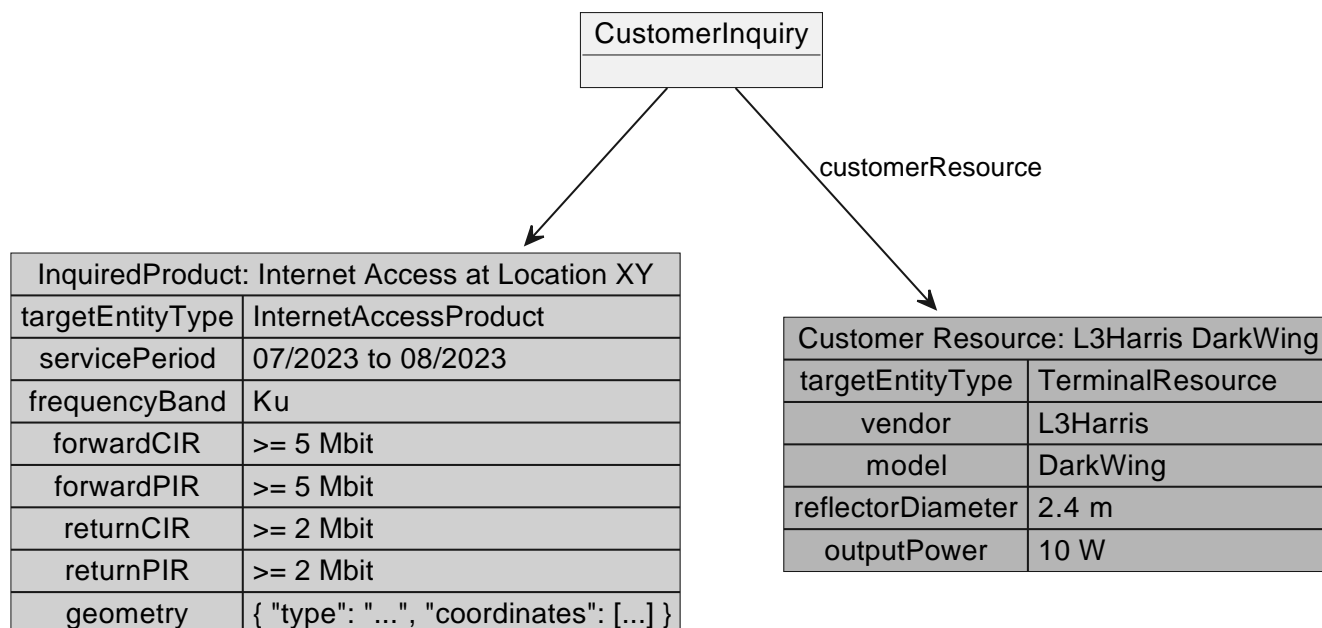 CustomerInquiry
customerResource
InquiredProduct: Internet Access at Location XY
targetEntityType InternetAccessProduct
servicePeriod 07/2023 to 08/2023
frequencyBand Ku
forwardCIR >= 5 Mbit
forwardPIR >= 5 Mbit
returnCIR >= 2 Mbit
returnPIR >= 2 Mbit
geometry { "type": "...", "coordinates": [...] }
Customer Resource: L3Harris DarkWing
targetEntityType TerminalResource
vendor L3Harris
model DarkWing
reflectorDiameter 2.4 m
outputPower 10 W